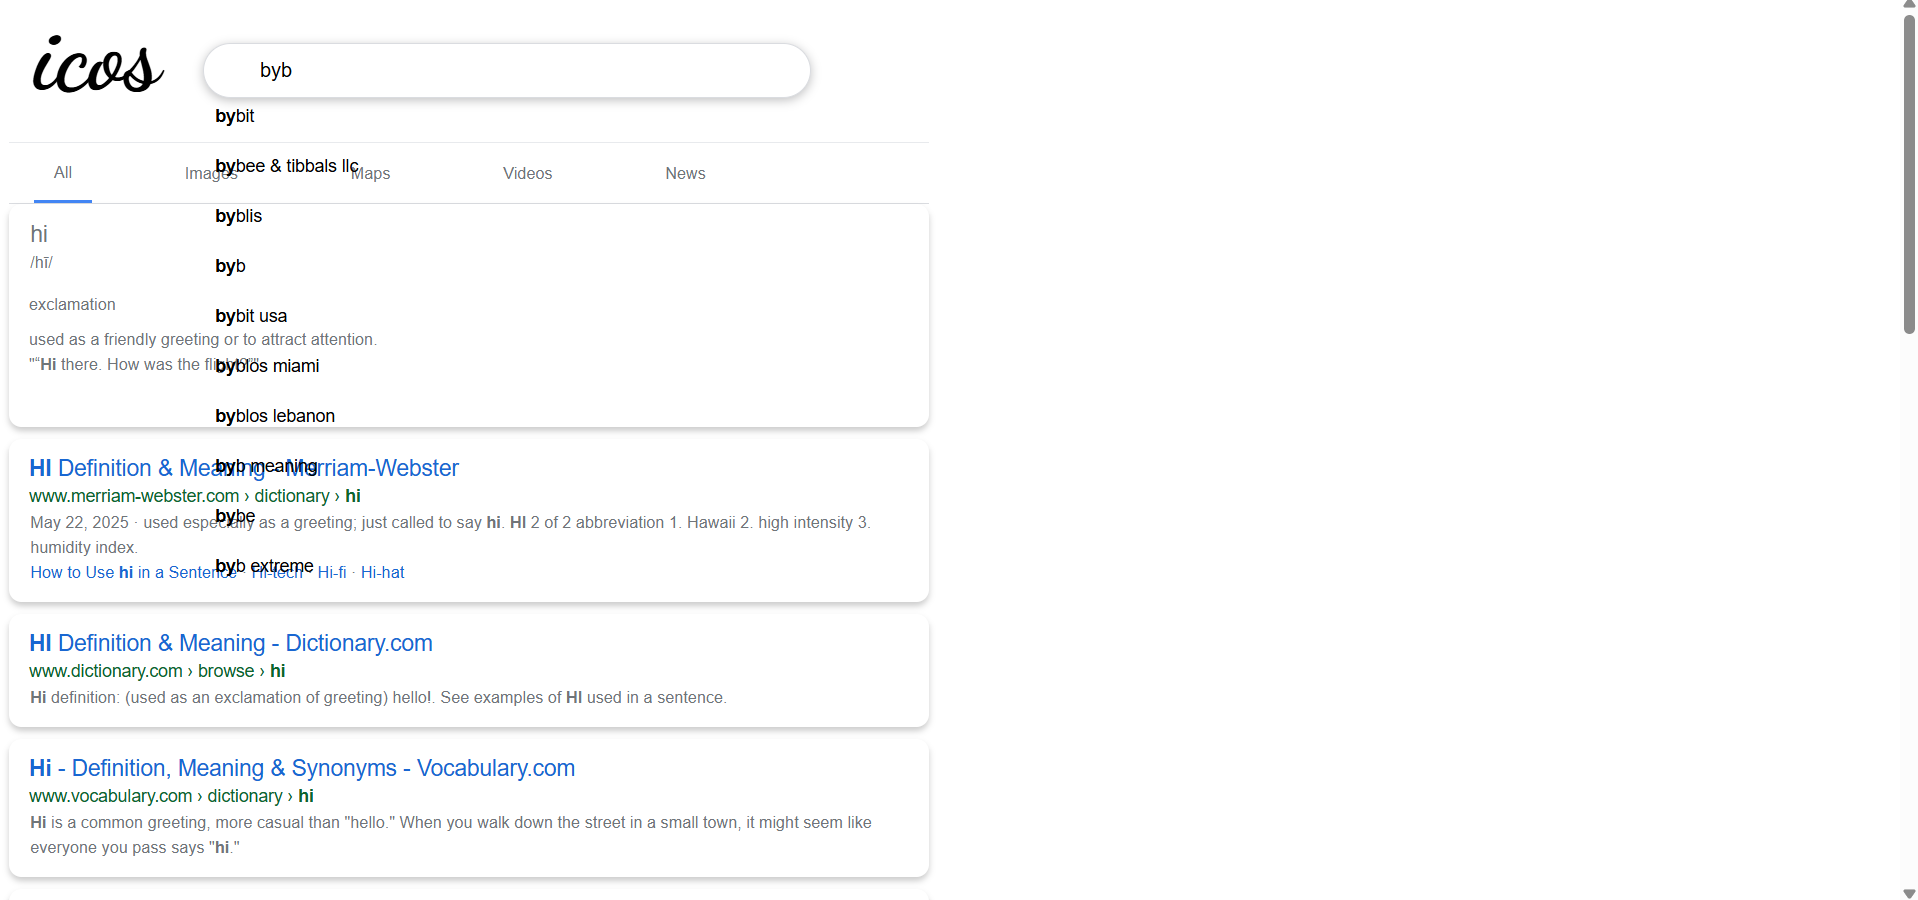 icos
byb
bybit
bybee & tibbals llc
All
Images
Maps
Videos
News
byblis
hi
/hī/
byb
exclamation
bybit usa
used as a friendly greeting or to attract attention.
"“Hi there. How was the flight?”"
byblos miami
byblos lebanon
HI Definition & Meaning - Merriam-Webster
byb meaning
www.merriam-webster.com › dictionary › hi
bybe
May 22, 2025 · used especially as a greeting; just called to say hi. HI 2 of 2 abbreviation 1. Hawaii 2. high intensity 3.
humidity index.
byb extreme
How to Use hi in a Sentence · Hi-tech · Hi-fi · Hi-hat
HI Definition & Meaning - Dictionary.com
www.dictionary.com › browse › hi
Hi definition: (used as an exclamation of greeting) hello!. See examples of HI used in a sentence.
Hi - Definition, Meaning & Synonyms - Vocabulary.com
www.vocabulary.com › dictionary › hi
Hi is a common greeting, more casual than "hello." When you walk down the street in a small town, it might seem like
everyone you pass says "hi."